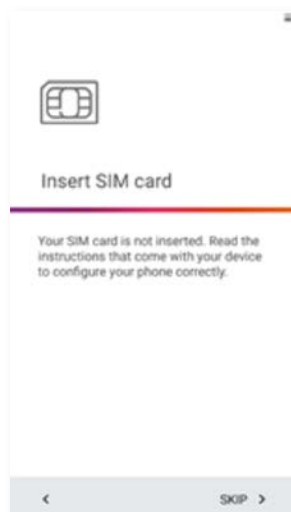 Insert SIM card
Your SIM card is not inserted. Read the
instructions that come with your device
to configure your phone correctly.
SKIP